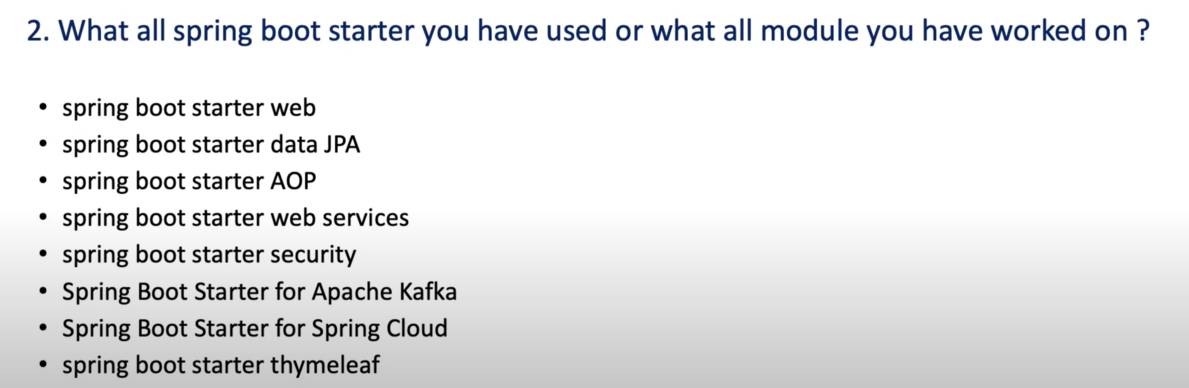 2. What all spring boot starter you have used or what all module you have worked on ?
• spring boot starter web
• spring boot starter data JPA
• spring boot starter AOP
• spring boot starter web services
• spring boot starter security
• Spring Boot Starter for Apache Kafka
• Spring Boot Starter for Spring Cloud
• spring boot starter thymeleaf